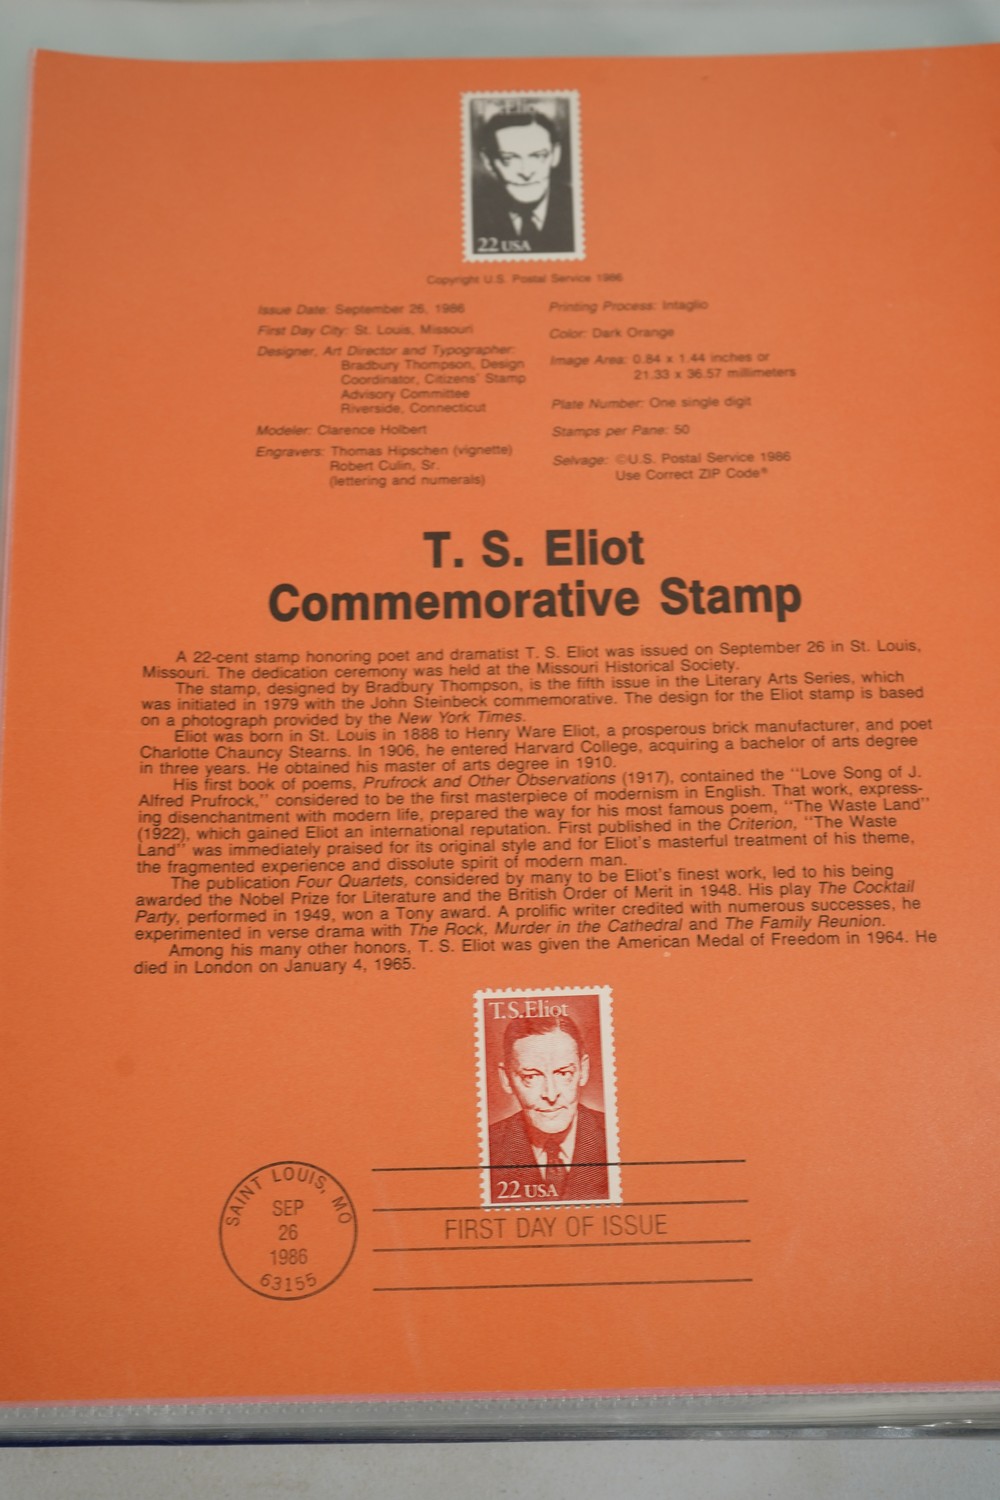 T.S. Eliot
22 USA
Copyright U.S. Postal Service 1986
Issue Date: September 26, 1986
First Day City: St. Louis, Missouri
Designer, Art Director and Typographer:
Bradbury Thompson, Design
Coordinator, Citizens' Stamp
Advisory Committee
Riverside, Connecticut
Modeler: Clarence Holbert
Engravers: Thomas Hipschen (vignette)
Robert Culin, Sr.
(lettering and numerals)
Printing Process: Intaglio
Color: Dark Orange
Image Area: 0.84 x 1.44 inches or
21.33 x 36.57 millimeters
Plate Number: One single digit
Stamps per Pane: 50
Selvage: ©U.S. Postal Service 1986
Use Correct ZIP Code®
T. S. Eliot
Commemorative Stamp
A 22-cent stamp honoring poet and dramatist T. S. Eliot was issued on September 26 in St. Louis,
Missouri. The dedication ceremony was held at the Missouri Historical Society.
The stamp, designed by Bradbury Thompson, is the fifth issue in the Literary Arts Series, which
was initiated in 1979 with the John Steinbeck commemorative. The design for the Eliot stamp is based
on a photograph provided by the New York Times.
Eliot was born in St. Louis in 1888 to Henry Ware Eliot, a prosperous brick manufacturer, and poet
Charlotte Chauncy Stearns. In 1906, he entered Harvard College, acquiring a bachelor of arts degree
in three years. He obtained his master of arts degree in 1910.
His first book of poems, Prufrock and Other Observations (1917), contained the "Love Song of J.
Alfred Prufrock," considered to be the first masterpiece of modernism in English. That work, express-
ing disenchantment with modern life, prepared the way for his most famous poem, "The Waste Land"
(1922), which gained Eliot an international reputation. First published in the Criterion, "The Waste
Land" was immediately praised for its original style and for Eliot's masterful treatment of his theme,
the fragmented experience and dissolute spirit of modern man.
The publication Four Quartets, considered by many to be Eliot's finest work, led to his being
awarded the Nobel Prize for Literature and the British Order of Merit in 1948. His play The Cocktail
Party, performed in 1949, won a Tony award. A prolific writer credited with numerous successes, he
experimented in verse drama with The Rock, Murder in the Cathedral and The Family Reunion.
Among his many other honors, T. S. Eliot was given the American Medal of Freedom in 1964. He
died in London on January 4, 1965.
T.S.Eliot
22 USA
SAINT LOUIS, MO
SEP
26
1986
63155
FIRST DAY OF ISSUE